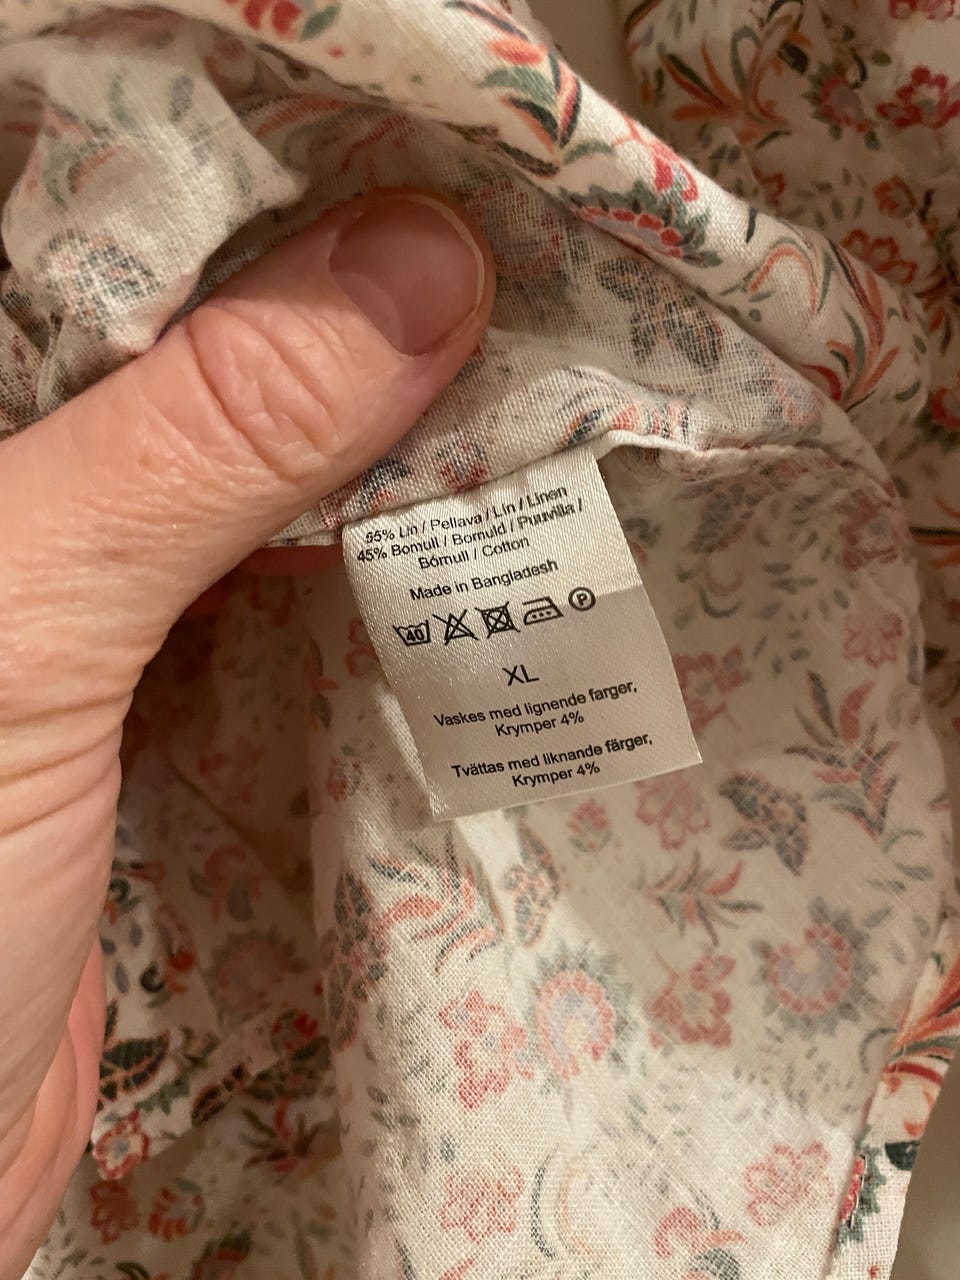 55% Lin / Pellava / Lin / Linen
45% Bomull / Bomuld / Puuvilla /
Bómull / Cotton
Made in Bangladesh
40 P
XL
Vaskes med lignende farger,
Krymper 4%
Tvättas med liknande färger,
Krymper 4%